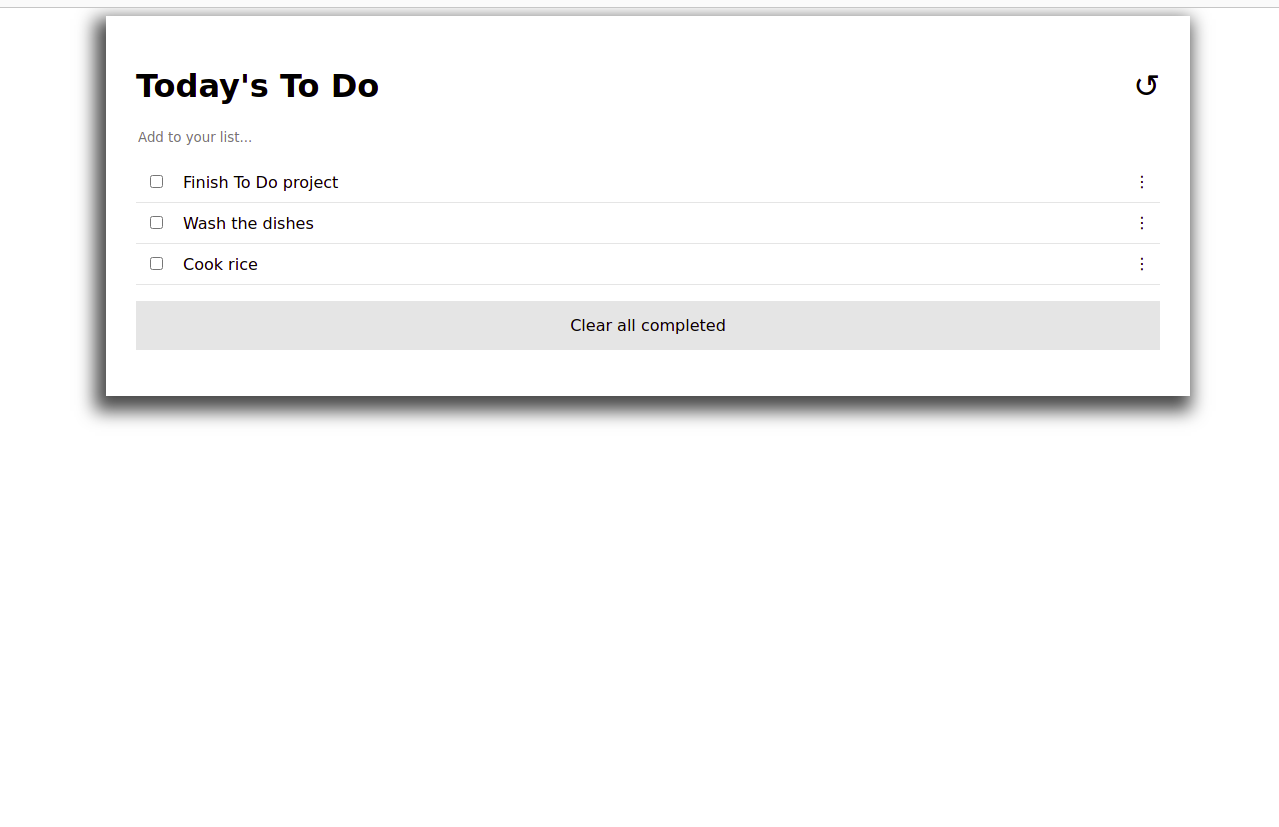 Today's To Do
Add to your list...
Finish To Do project
Wash the dishes
Cook rice
Clear all completed